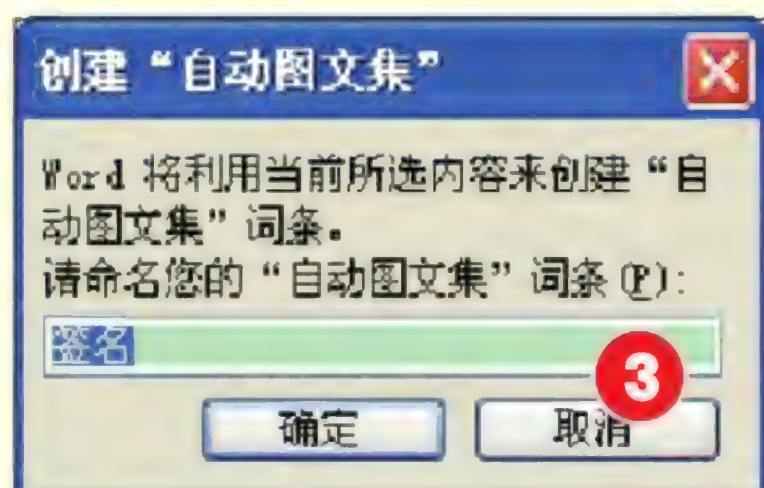 创建“自动图文集”
Word 将利用当前所选内容来创建“自
动图文集”词条。
请命名您的“自动图文集”词条(P):
签名
3
确定
取消